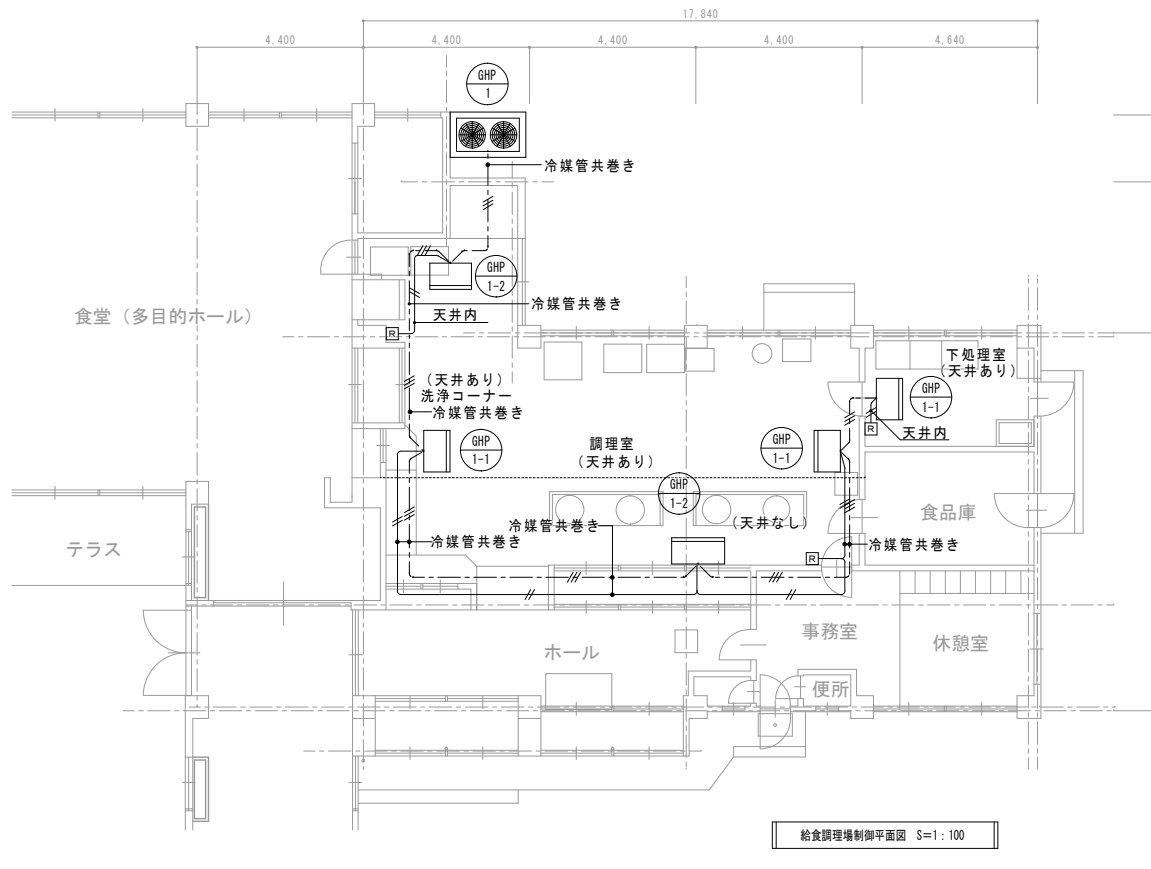 17,840
4,400
4,400
4,400
4,400
4,640
GHP
1
冷媒管共巻き
GHP
1-2
冷媒管共巻き
天井内
R
食堂（多目的ホール）
（天井あり）
洗浄コーナー
冷媒管共巻き
下処理室
（天井あり）
GHP
1-1
R
天井内
GHP
1-1
調理室
（天井あり）
GHP
1-1
GHP
1-2
（天井なし）
食品庫
冷媒管共巻き
冷媒管共巻き
R
冷媒管共巻き
テラス
ホール
事務室
休憩室
便所
給食調理場制御平面図 S=1:100